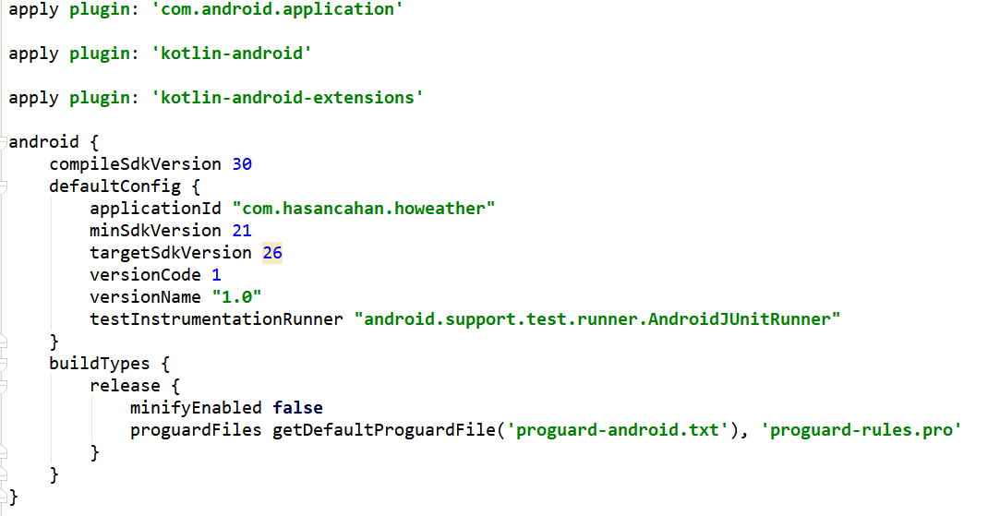 apply plugin: 'com.android.application'
apply plugin: 'kotlin-android'
apply plugin: 'kotlin-android-extensions'
android {
    compileSdkVersion 30
    defaultConfig {
        applicationId "com.hasancahan.howeather"
        minSdkVersion 21
        targetSdkVersion 26
        versionCode 1
        versionName "1.0"
        testInstrumentationRunner "android.support.test.runner.AndroidJUnitRunner"
    }
    buildTypes {
        release {
            minifyEnabled false
            proguardFiles getDefaultProguardFile('proguard-android.txt'), 'proguard-rules.pro'
        }
    }
}